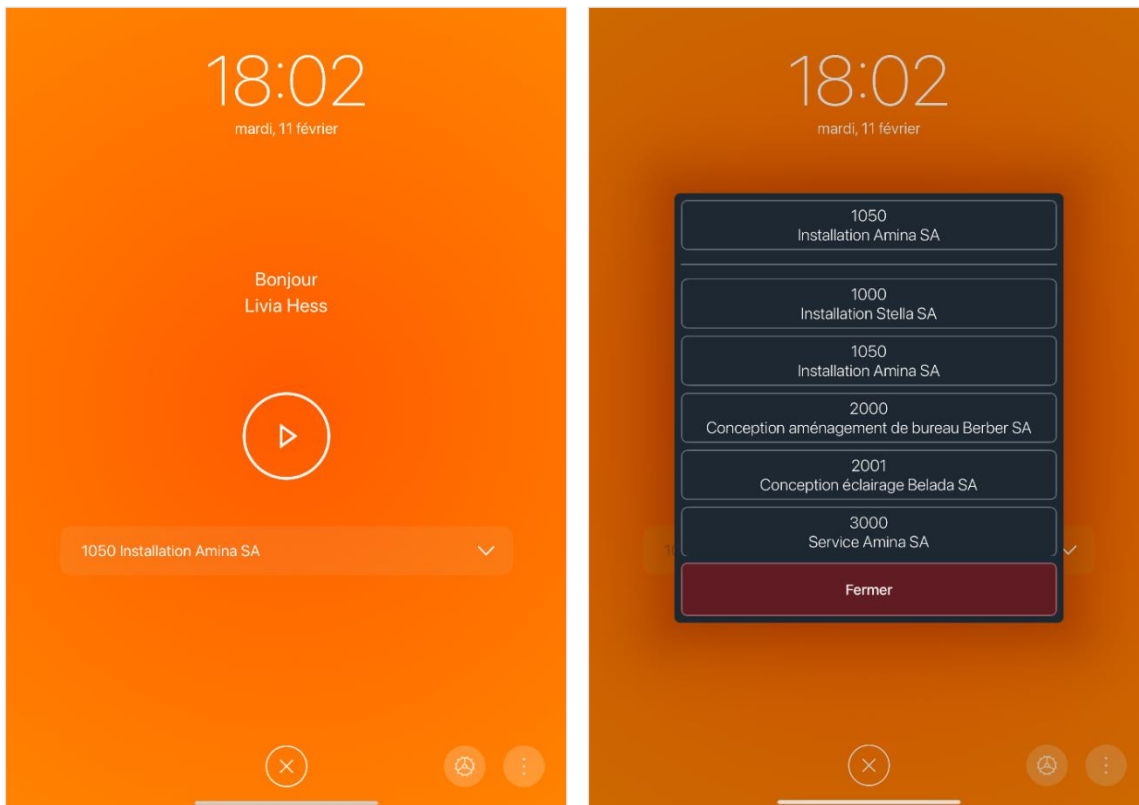 18:02
mardi, 11 février
Bonjour
Livia Hess
1050 Installation Amina SA
18:02
mardi, 11 février
1050
Installation Amina SA
1000
Installation Stella SA
1050
Installation Amina SA
2000
Conception aménagement de bureau Berber SA
2001
Conception éclairage Belada SA
3000
Service Amina SA
Fermer